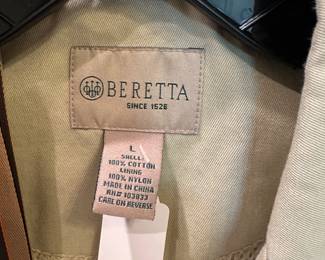 BERETTA
SINCE 1526
L
SHELL:
100% COTTON
LINING
100% NYLON
MADE IN CHINA
RN# 103833
CARE ON REVERSE